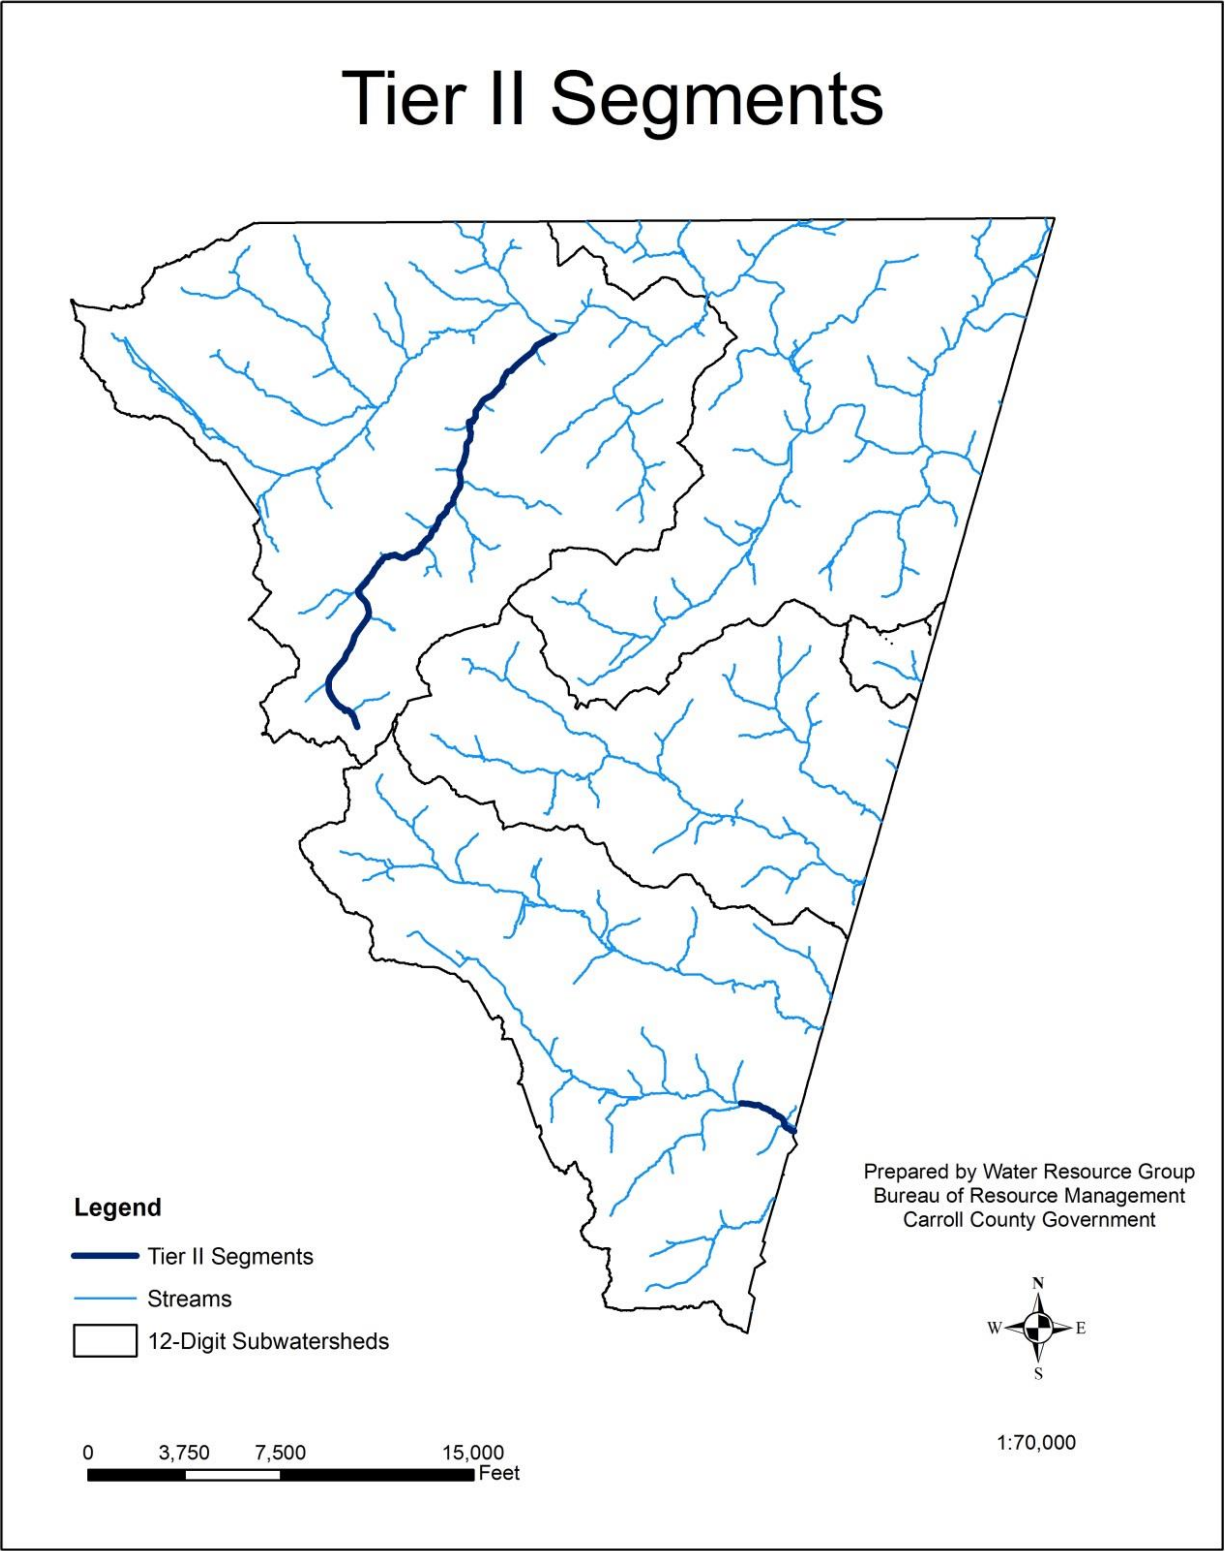 Tier II Segments
Prepared by Water Resource Group
Bureau of Resource Management
Carroll County Government
Legend
Tier II Segments
Streams
12-Digit Subwatersheds
N
W E
S
1:70,000
0 3,750 7,500 15,000
Feet